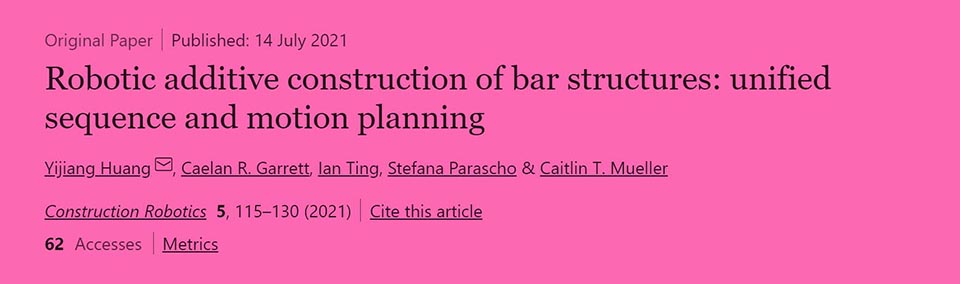 Original Paper | Published: 14 July 2021
Robotic additive construction of bar structures: unified
sequence and motion planning
Yijiang Huang, Caelan R. Garrett, Ian Ting, Stefana Parascho & Caitlin T. Mueller
Construction Robotics 5, 115–130 (2021) | Cite this article
62 Accesses | Metrics